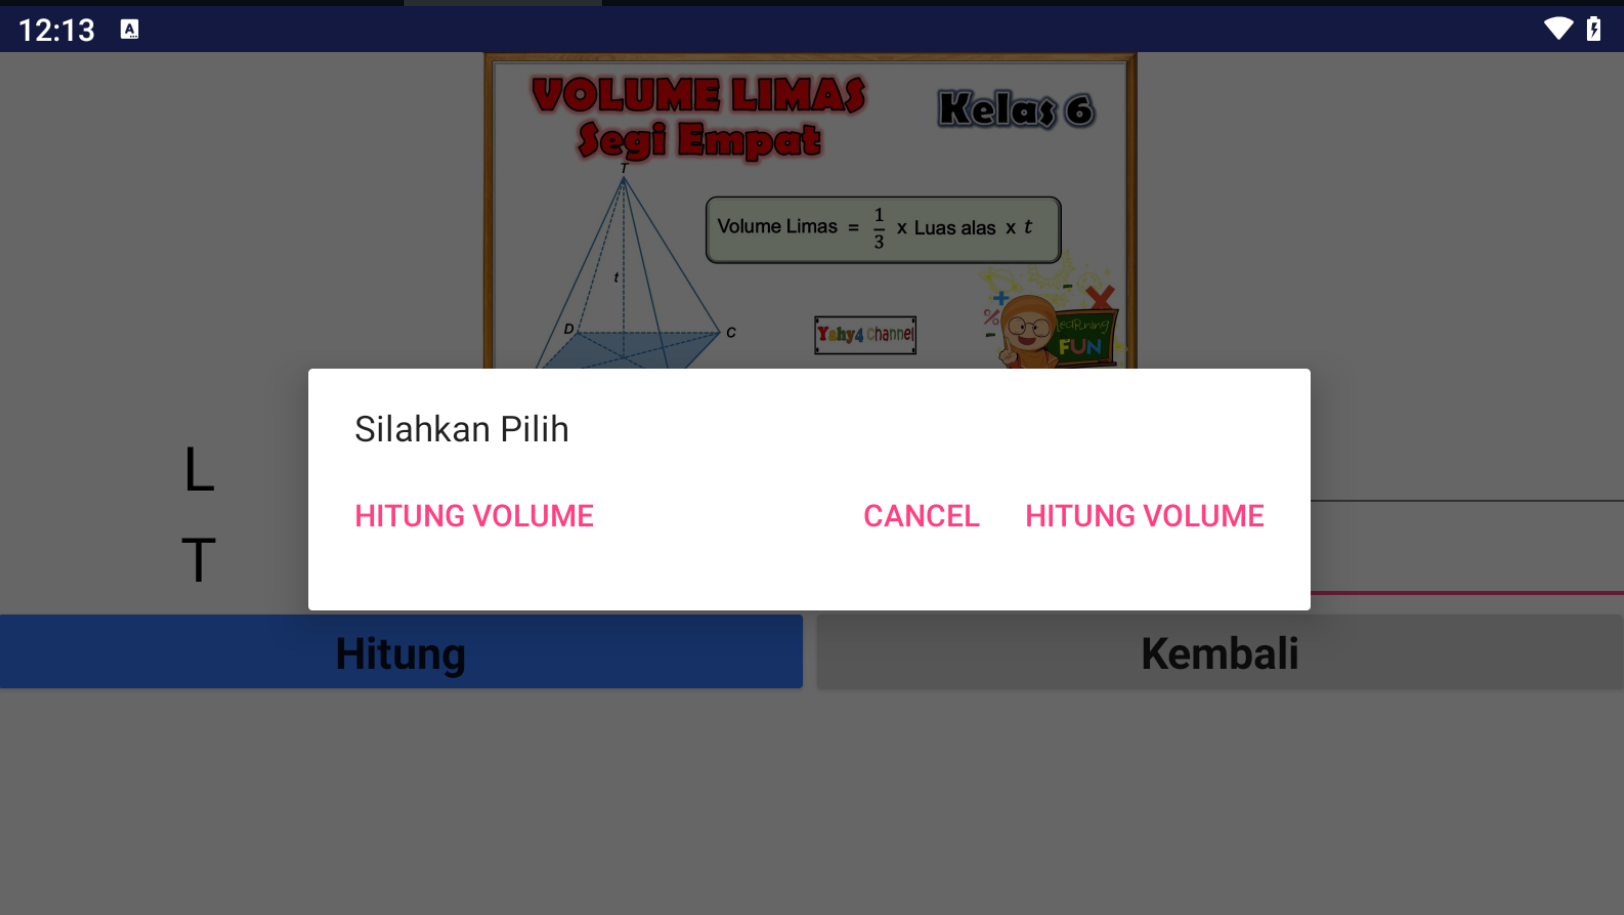 12:13
A
VOLUME LIMAS
Segi Empat
Kelas 6
T
Volume Limas = 1/3 x Luas alas x t
t
D
C
Yahy4 Channel
Learning
FUN
Silahkan Pilih
HITUNG VOLUME
CANCEL
HITUNG VOLUME
L
T
Hitung
Kembali